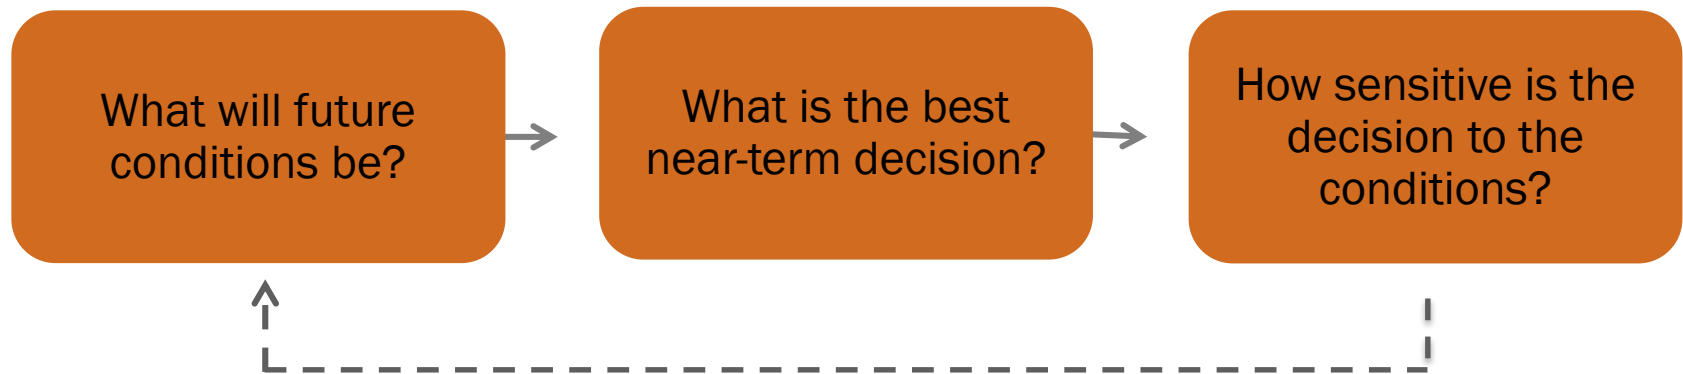 What will future
conditions be?
What is the best
near-term decision?
How sensitive is the
decision to the
conditions?